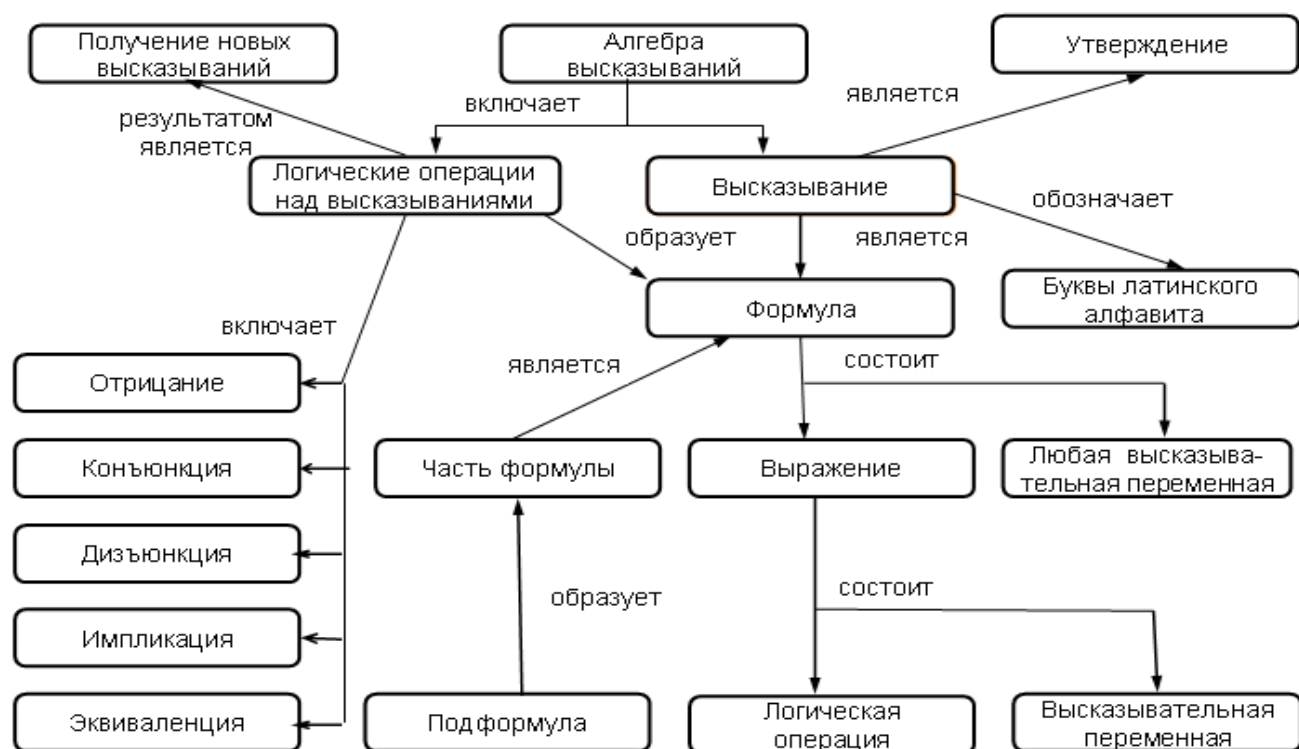 Получение новых
высказываний
Алгебра
высказываний
Утверждение
включает
является
результатом
является
Логические операции
над высказываниями
Высказывание
обозначает
образует
является
Буквы латинского
алфавита
Формула
включает
является
состоит
Отрицание
Конъюнкция
Часть формулы
Выражение
Любая высказыва-
тельная переменная
Дизъюнкция
образует
состоит
Импликация
Эквиваленция
Подформула
Логическая
операция
Высказывательная
переменная